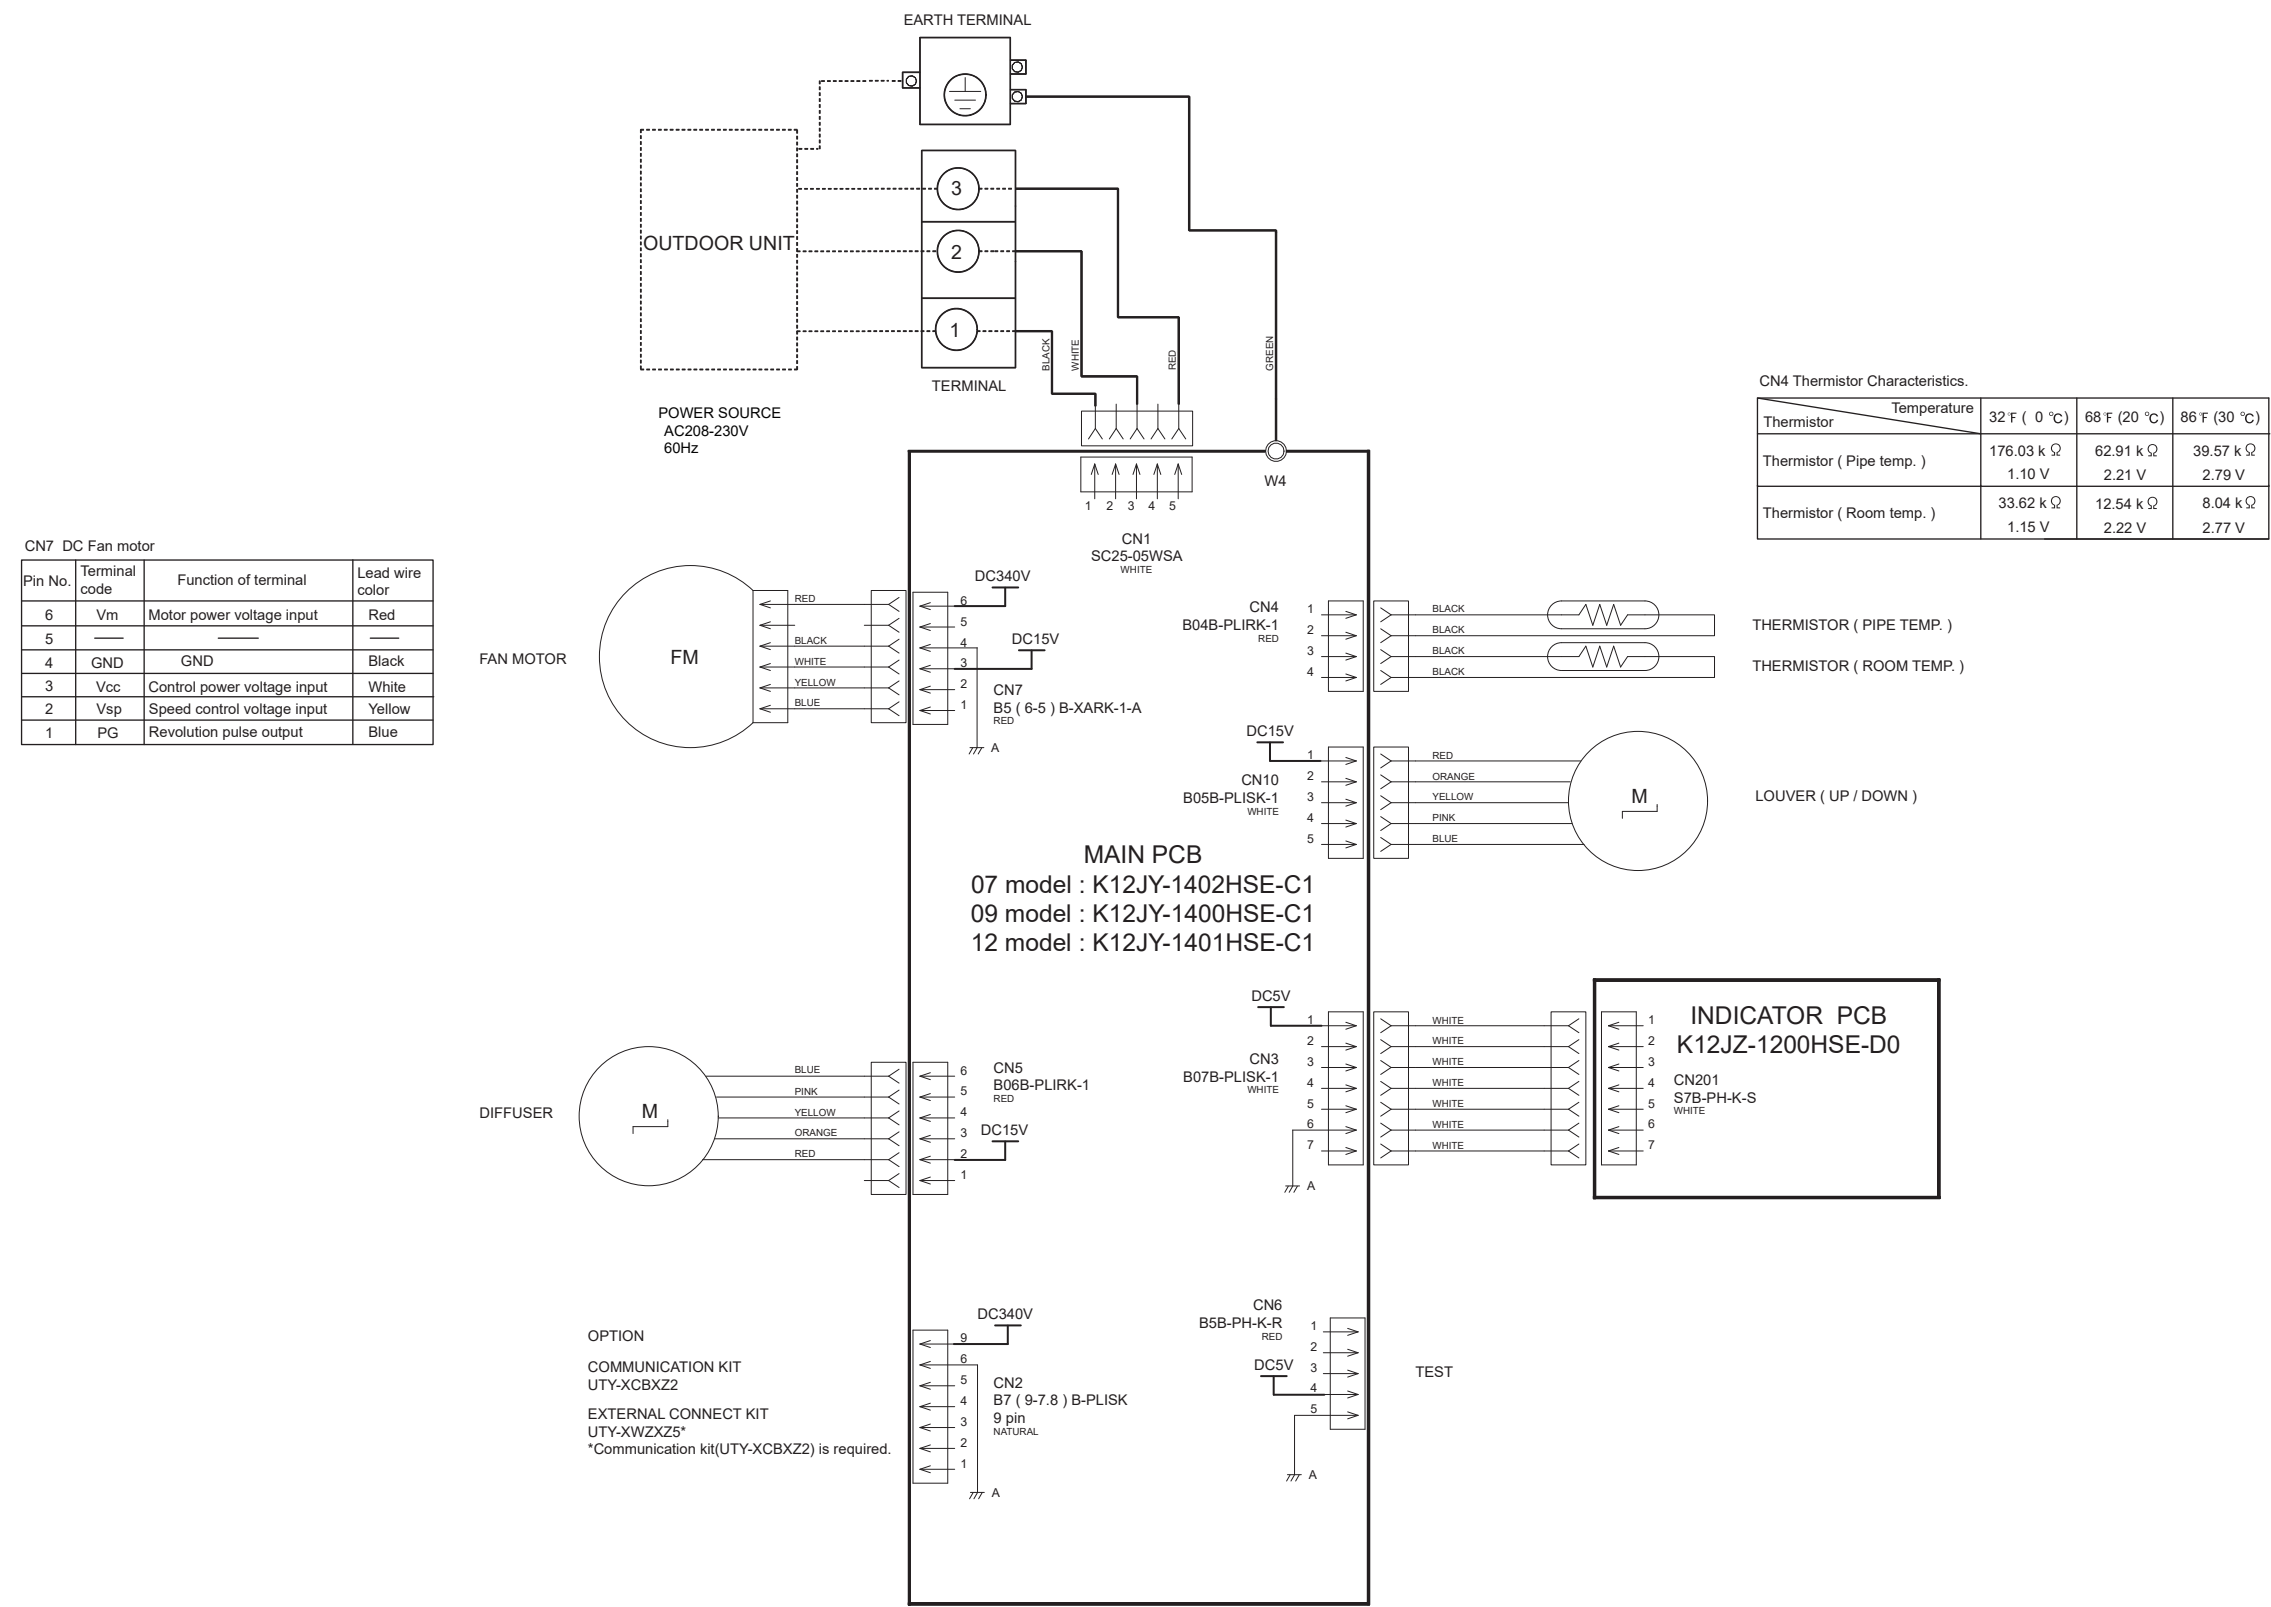 EARTH TERMINAL
3
OUTDOOR UNIT
2
1
BLACK
WHITE
RED
GREEN
TERMINAL
POWER SOURCE
AC208-230V
60Hz
W4
1 2 3 4 5
CN1
SC25-05WSA
WHITE
CN4 Thermistor Characteristics.
Temperature
Thermistor
32℉ ( 0 ℃) 68℉ (20 ℃) 86℉ (30 ℃)
Thermistor ( Pipe temp. )
176.03 k Ω 62.91 k Ω 39.57 k Ω
1.10 V 2.21 V 2.79 V
Thermistor ( Room temp. )
33.62 k Ω 12.54 k Ω 8.04 k Ω
1.15 V 2.22 V 2.77 V
CN7 DC Fan motor
Pin No. Terminal code Function of terminal Lead wire color
6 Vm Motor power voltage input Red
5
4 GND GND Black
3 Vcc Control power voltage input White
2 Vsp Speed control voltage input Yellow
1 PG Revolution pulse output Blue
FAN MOTOR
FM
RED
BLACK
WHITE
YELLOW
BLUE
DC340V
6
5
4
DC15V
3
2
1
CN7
B5 ( 6-5 ) B-XARK-1-A
RED
A
CN4
B04B-PLIRK-1
RED
1
2
3
4
BLACK
BLACK
BLACK
BLACK
THERMISTOR ( PIPE TEMP. )
THERMISTOR ( ROOM TEMP. )
DC15V
CN10
B05B-PLISK-1
WHITE
1
2
3
4
5
RED
ORANGE
YELLOW
PINK
BLUE
M
LOUVER ( UP / DOWN )
MAIN PCB
07 model : K12JY-1402HSE-C1
09 model : K12JY-1400HSE-C1
12 model : K12JY-1401HSE-C1
DC5V
CN3
B07B-PLISK-1
WHITE
1
2
3
4
5
6
7
A
WHITE
WHITE
WHITE
WHITE
WHITE
WHITE
WHITE
1
2
3
4
5
6
7
INDICATOR PCB
K12JZ-1200HSE-D0
CN201
S7B-PH-K-S
WHITE
DIFFUSER
M
BLUE
PINK
YELLOW
ORANGE
RED
6
5
4
3
2
1
CN5
B06B-PLIRK-1
RED
DC15V
OPTION
COMMUNICATION KIT
UTY-XCBXZ2
EXTERNAL CONNECT KIT
UTY-XWZXZ5*
*Communication kit(UTY-XCBXZ2) is required.
DC340V
9
6
5
4
3
2
1
CN2
B7 ( 9-7.8 ) B-PLISK
9 pin
NATURAL
A
CN6
B5B-PH-K-R
RED
DC5V
1
2
3
4
5
A
TEST